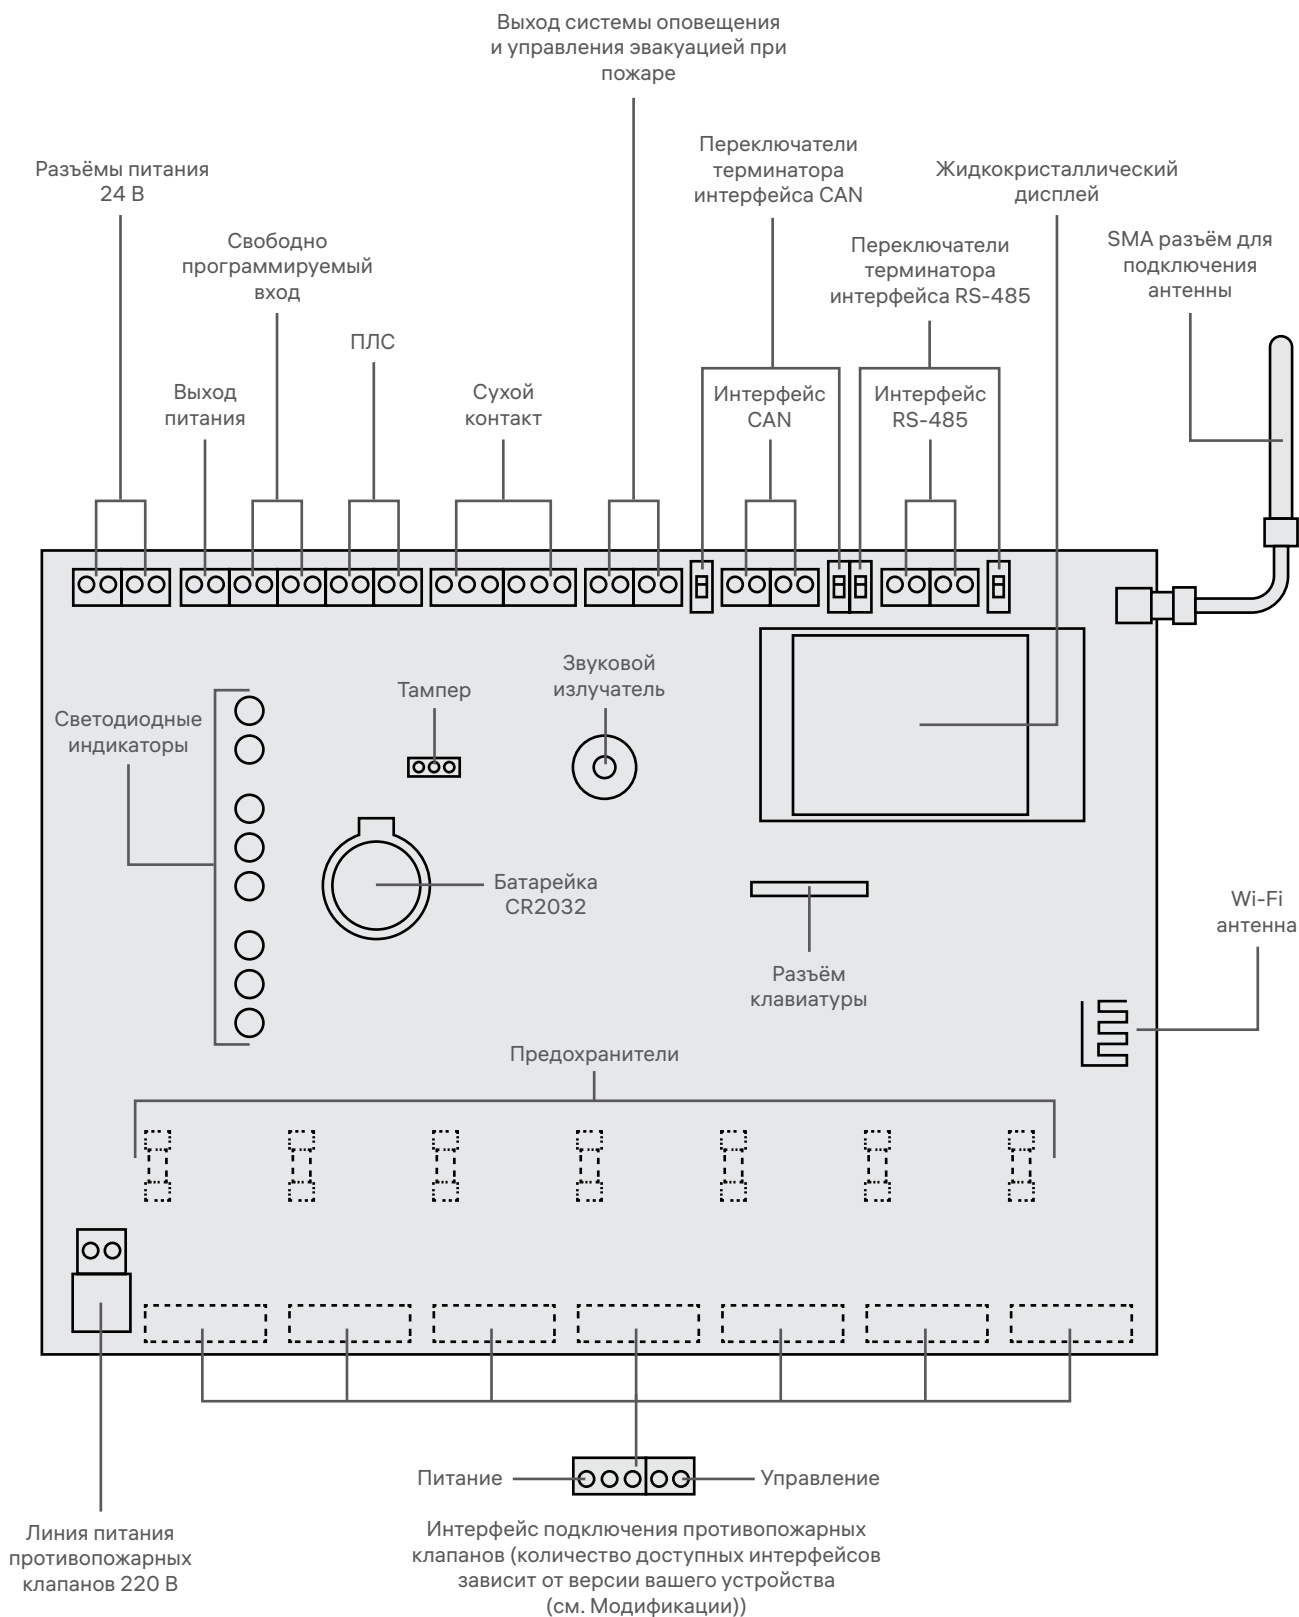 Выход системы оповещения
и управления эвакуацией при
пожаре
Переключатели
терминатора
интерфейса CAN
Разъёмы питания
24 В
Жидкокристаллический
дисплей
Свободно
программируемый
вход
Переключатели
терминатора
интерфейса RS-485
SMA разъём для
подключения
антенны
ПЛС
Выход
питания
Сухой
контакт
Интерфейс
CAN
Интерфейс
RS-485
Звуковой
излучатель
Тампер
Светодиодные
индикаторы
Батарейка
CR2032
Wi-Fi
антенна
Разъём
клавиатуры
Предохранители
Питание
Управление
Линия питания
противопожарных
клапанов 220 В
Интерфейс подключения противопожарных
клапанов (количество доступных интерфейсов
зависит от версии вашего устройства
(см. Модификации))